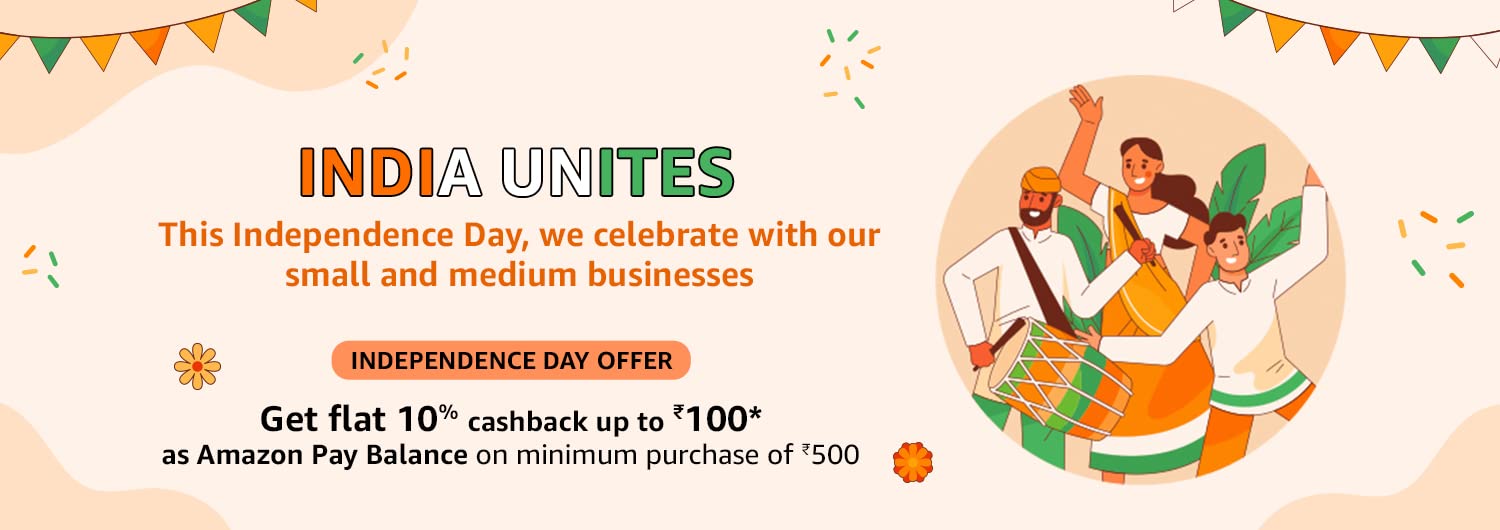 INDIA UNITES
This Independence Day, we celebrate with our
small and medium businesses
INDEPENDENCE DAY OFFER
Get flat 10% cashback up to ₹100*
as Amazon Pay Balance on minimum purchase of ₹500